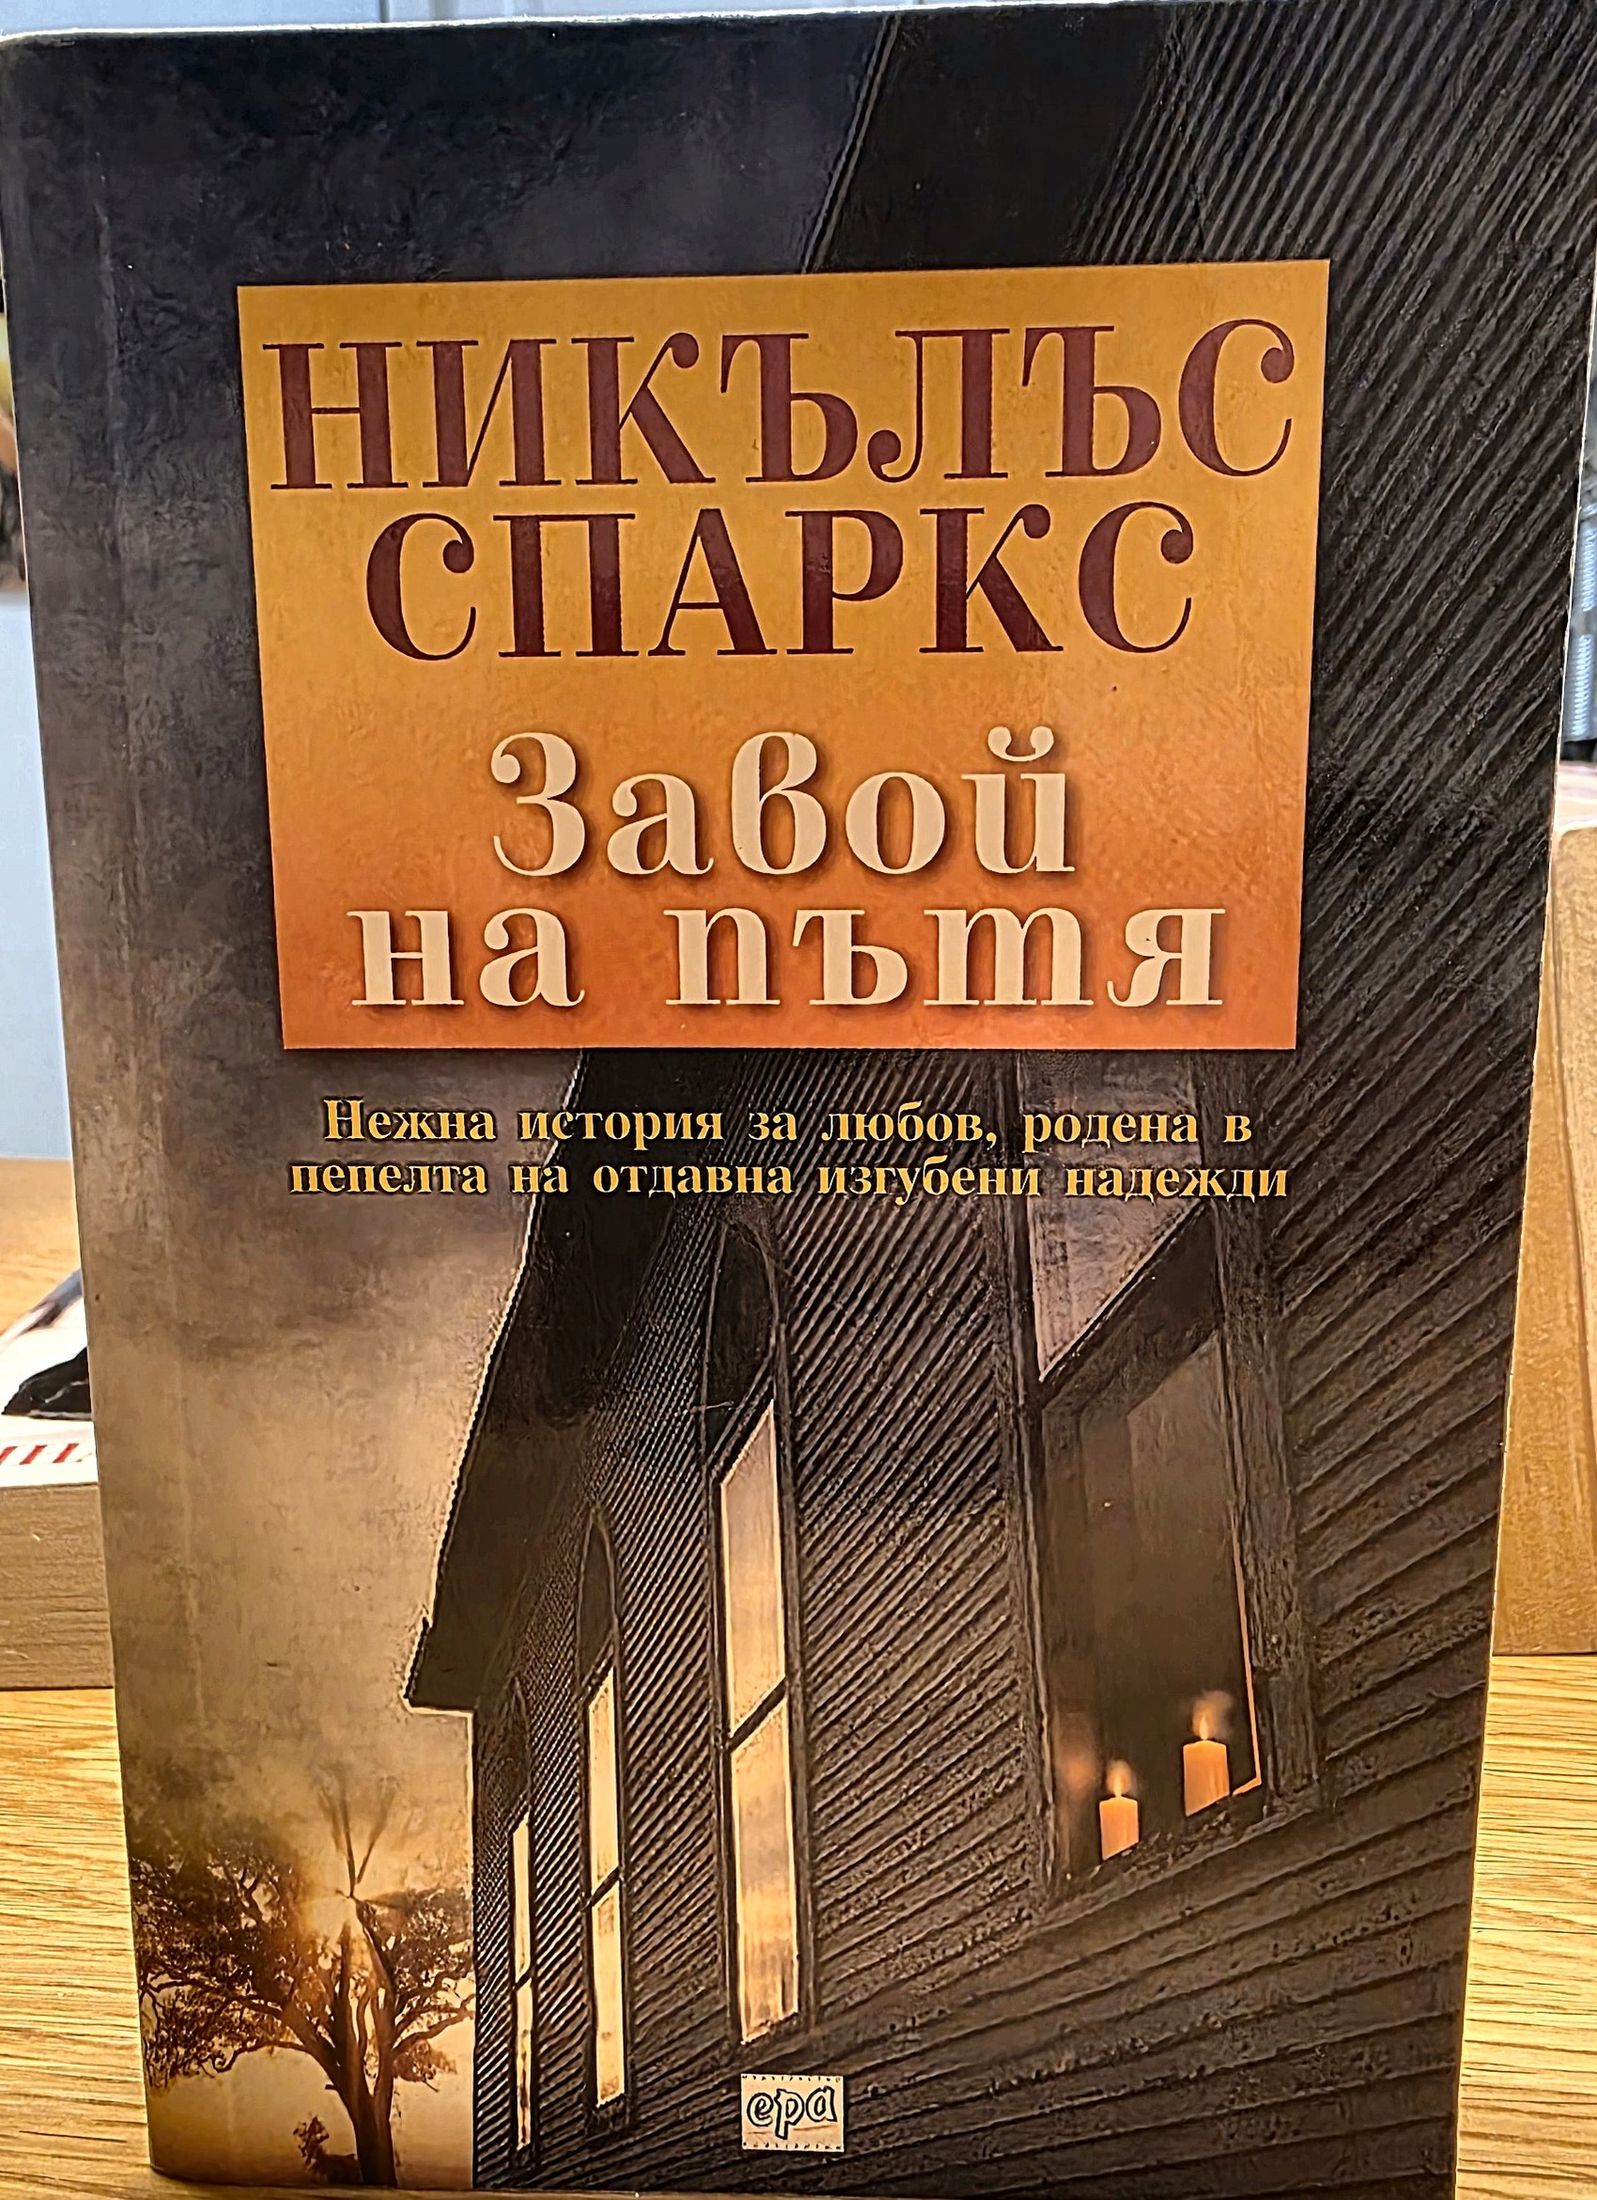 НИКЪЛЪС
СПАРКС
Завой
на пътя
Нежна история за любов, родена в
пепелта на отдавна изгубени надежди
ера